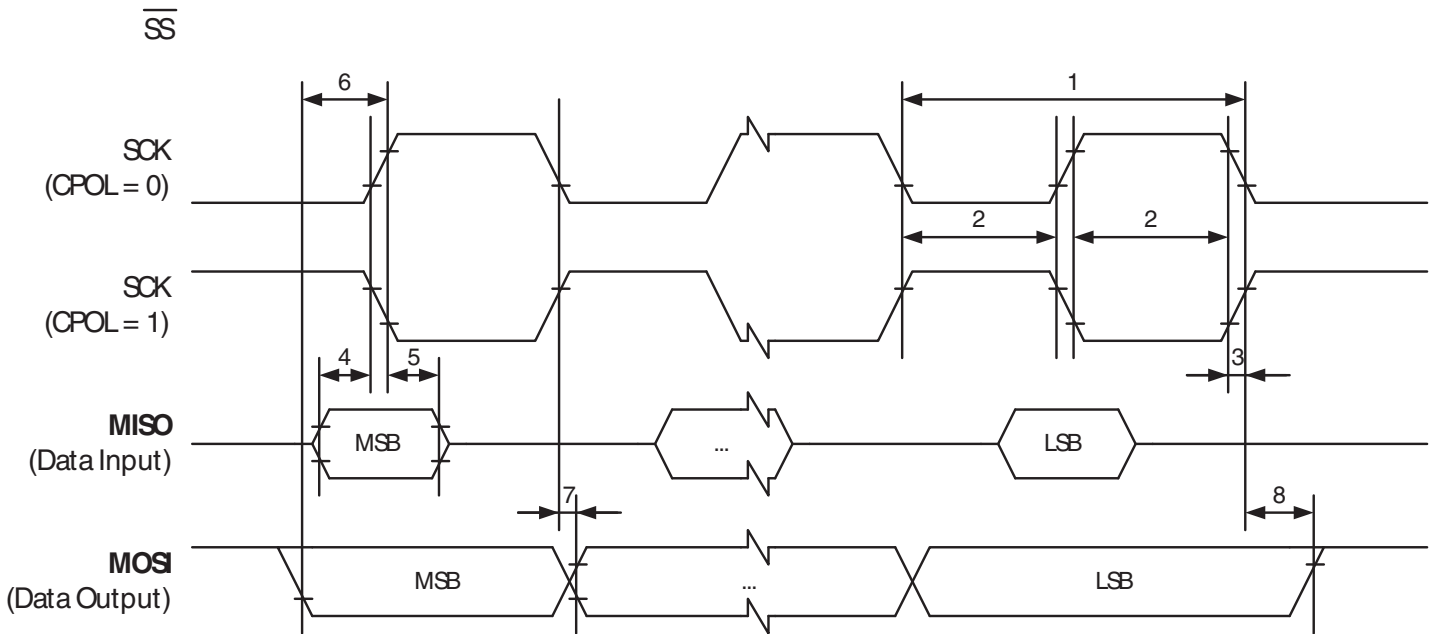 SS
6
1
SCK
(CPOL = 0)
2
2
SCK
(CPOL = 1)
4
5
3
MISO
(Data Input)
MSB
...
LSB
7
8
MOSI
(Data Output)
MSB
...
LSB